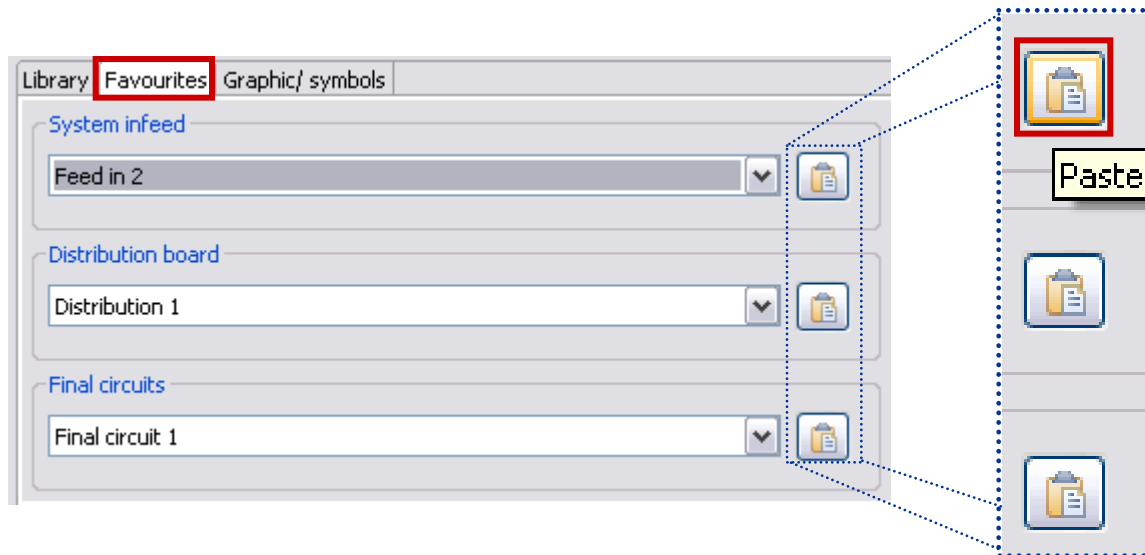 Library Favourites Graphic/ symbols
System infeed
Feed in 2
Paste
Distribution board
Distribution 1
Final circuits
Final circuit 1